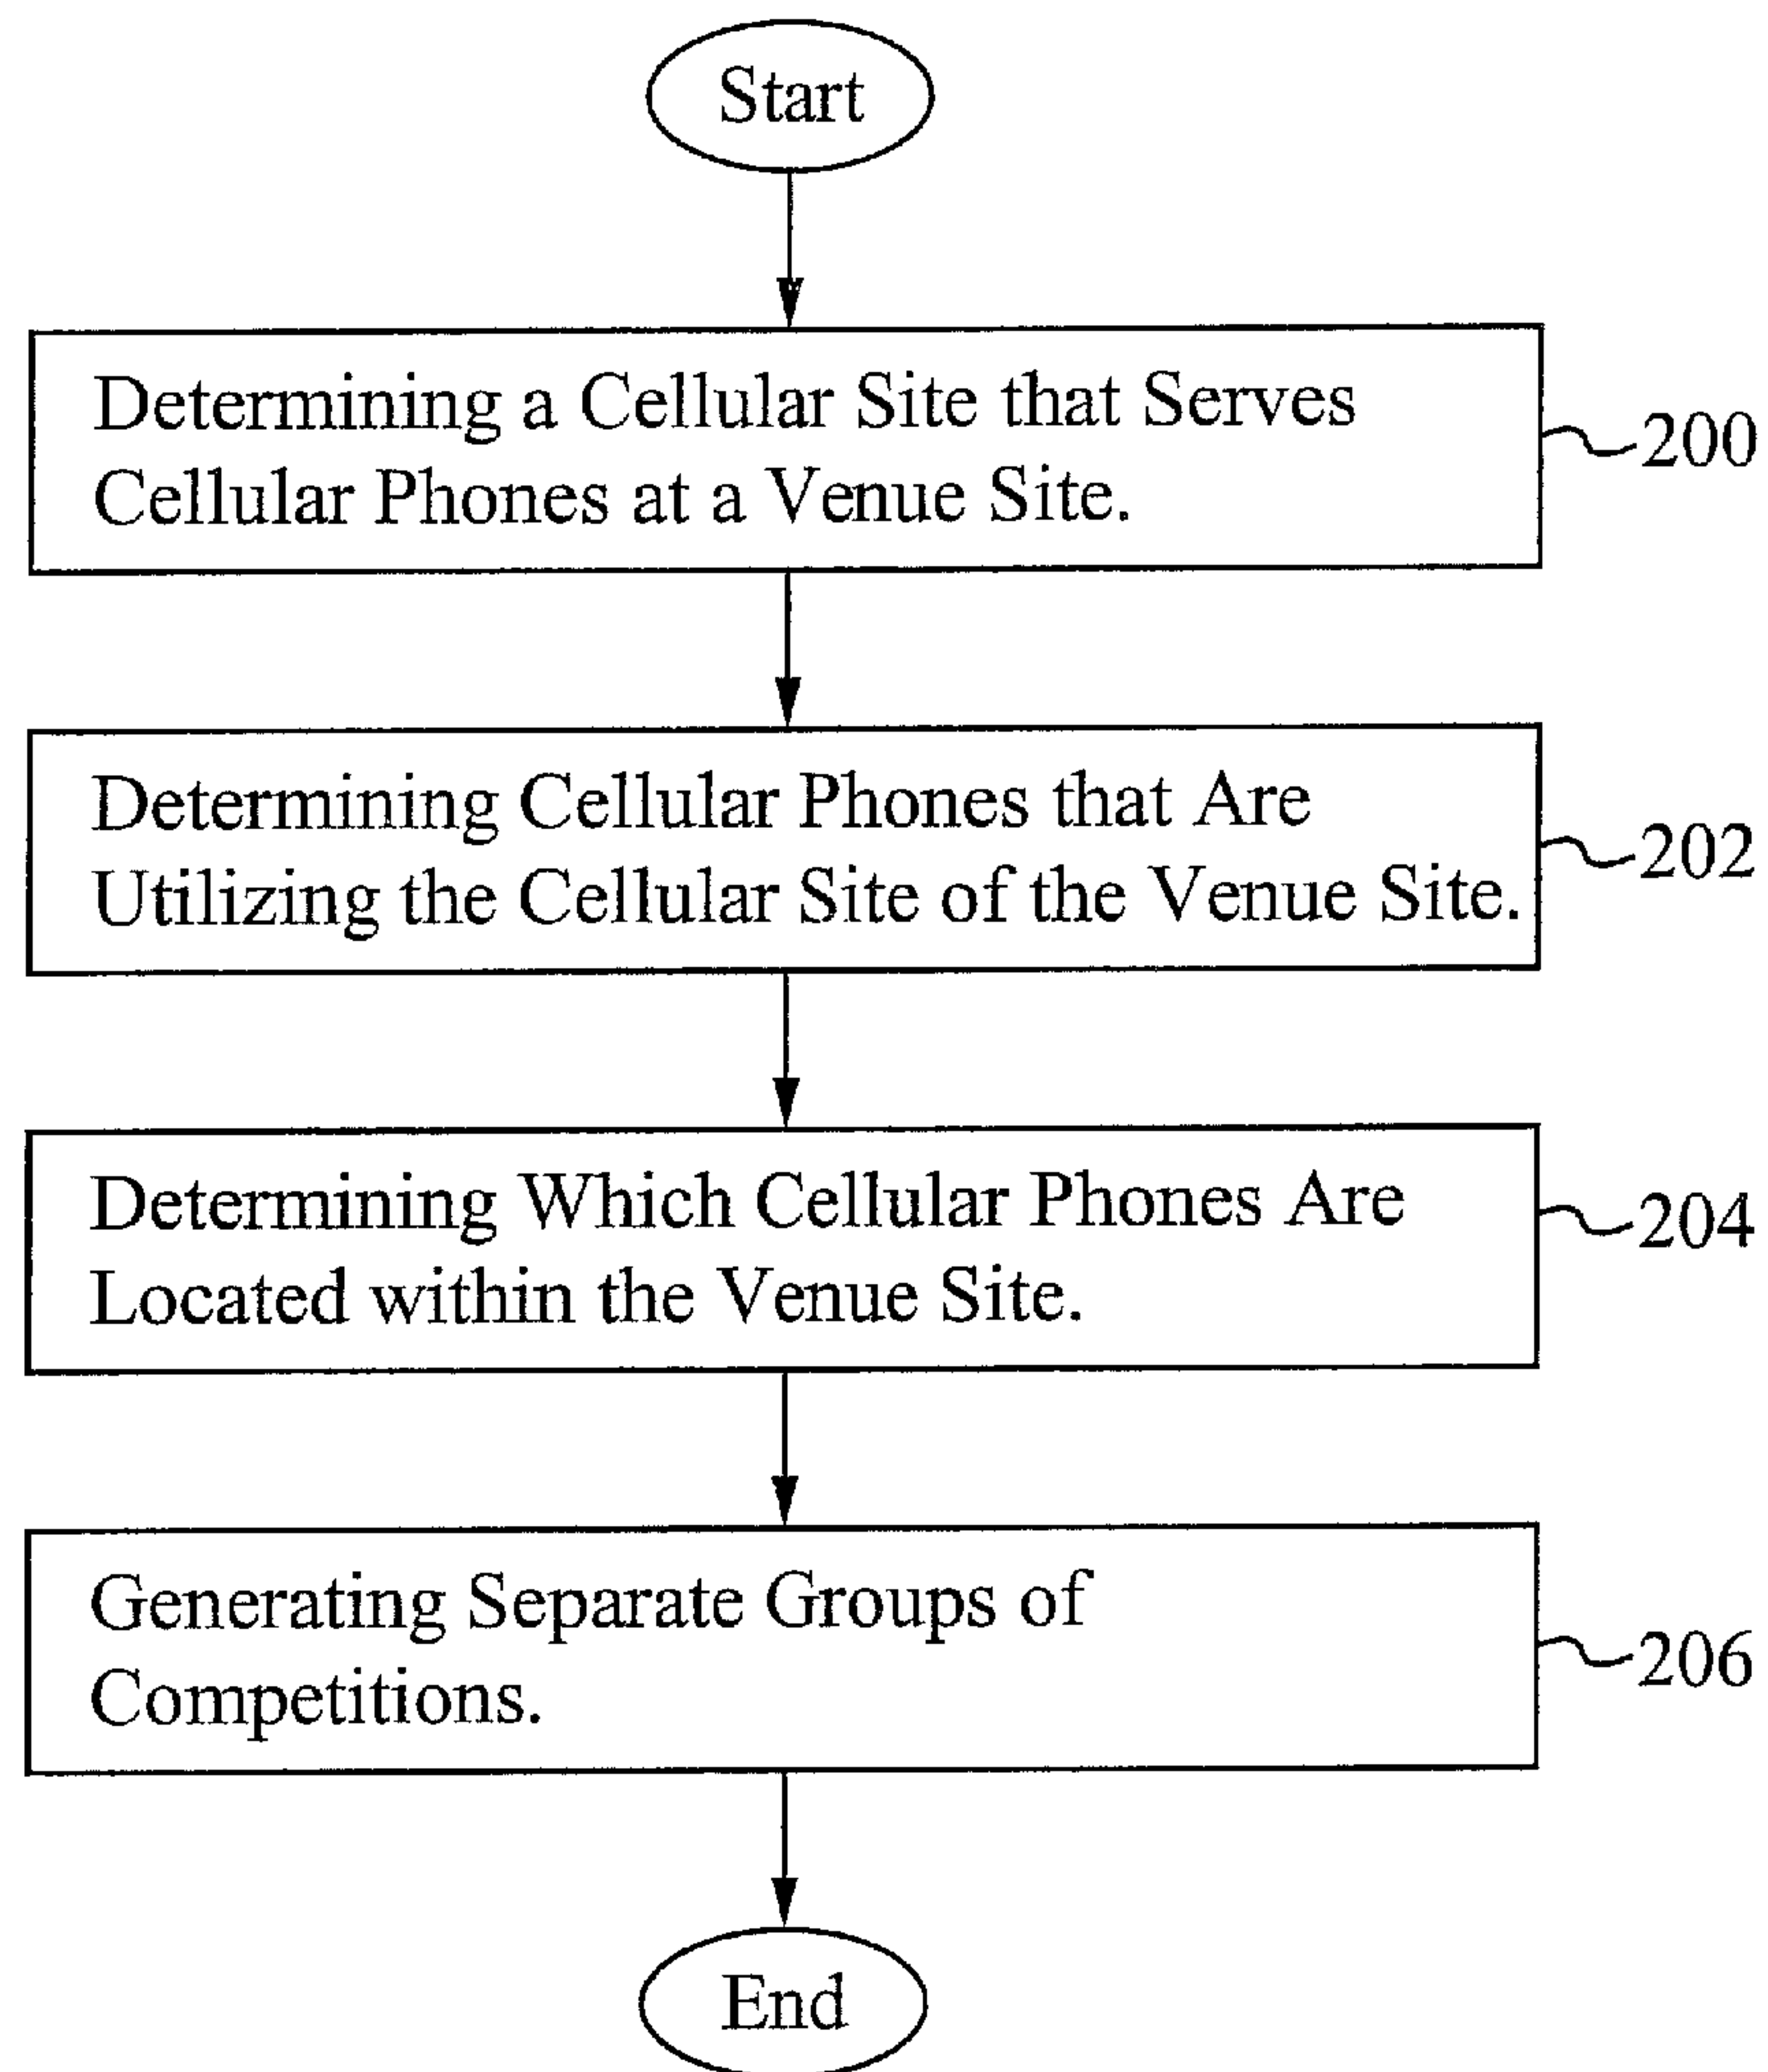 Start
Determining a Cellular Site that Serves
Cellular Phones at a Venue Site.
200
Determining Cellular Phones that Are
Utilizing the Cellular Site of the Venue Site.
202
Determining Which Cellular Phones Are
Located within the Venue Site.
204
Generating Separate Groups of
Competitions.
206
End